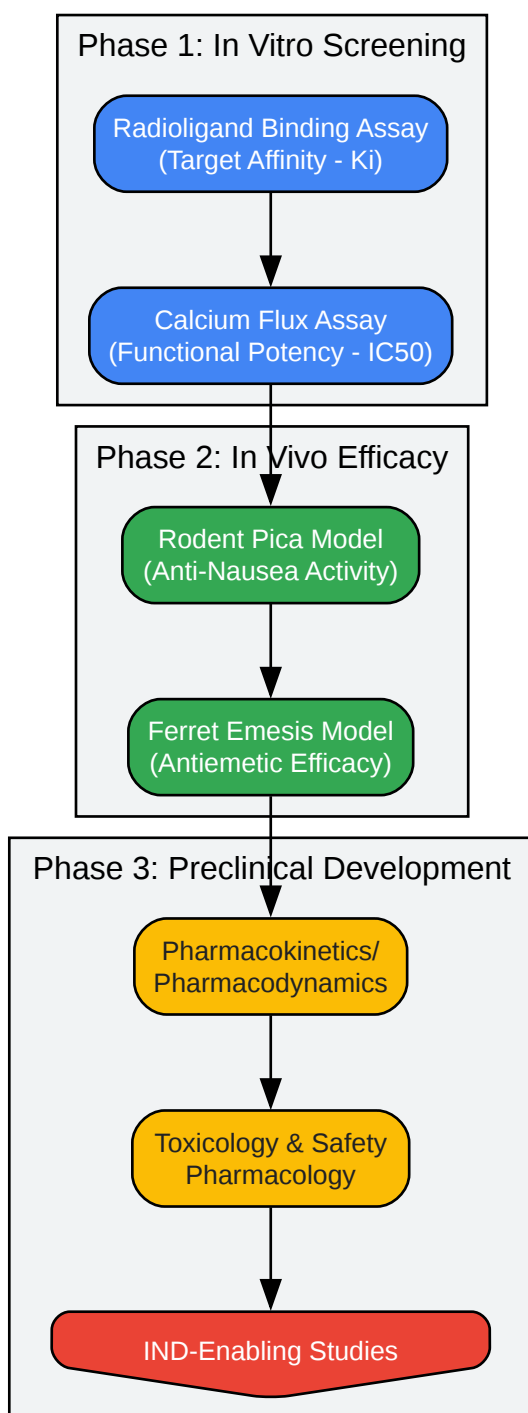 Phase 1: In Vitro Screening
Radioligand Binding Assay
(Target Affinity - Ki)
Calcium Flux Assay
(Functional Potency - IC50)
Phase 2: In Vivo Efficacy
Rodent Pica Model
(Anti-Nausea Activity)
Ferret Emesis Model
(Antiemetic Efficacy)
Phase 3: Preclinical Development
Pharmacokinetics/
Pharmacodynamics
Toxicology & Safety
Pharmacology
IND-Enabling Studies